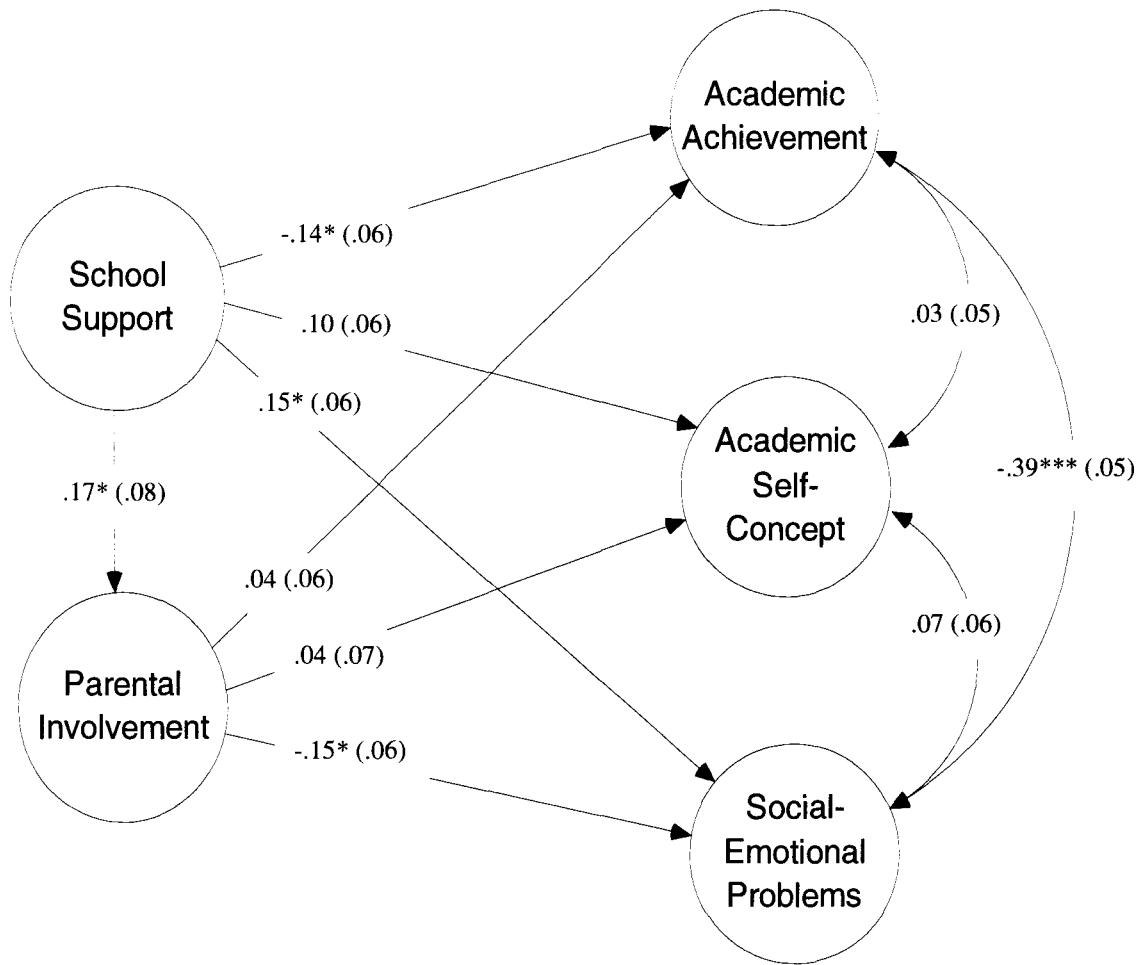 Academic
Achievement
-.14* (.06)
School
Support
.10 (.06)
.03 (.05)
.15* (.06)
Academic
Self-
Concept
-.39*** (.05)
.17* (.08)
.04 (.06)
.07 (.06)
.04 (.07)
Parental
Involvement
-.15* (.06)
Social-
Emotional
Problems